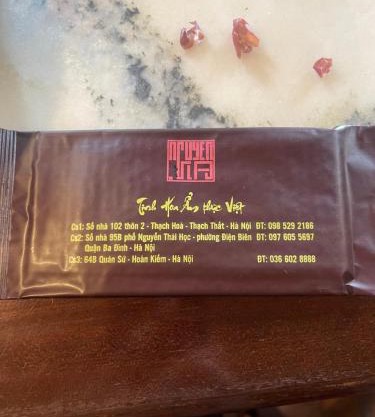 NGUYEN
Tinh Hoa Ẩm thực Việt
Cs1: Số nhà 102 thôn 2 - Thạch Hoà - Thạch Thất - Hà Nội ĐT: 098 529 2186
Cs2: Số nhà 95B phố Nguyễn Thái Học - phường Điện Biên ĐT: 097 605 5697
Quận Ba Đình - Hà Nội
Cs3: 64B Quán Sứ - Hoàn Kiếm - Hà Nội ĐT: 036 602 8888